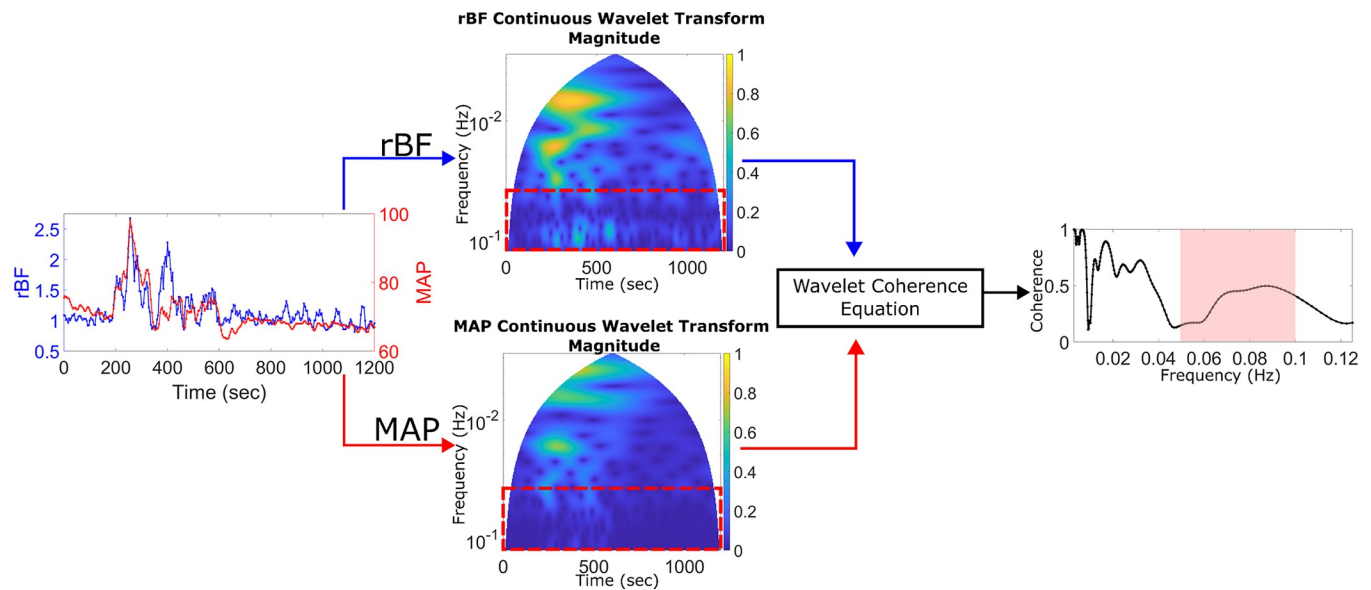 rBF Continuous Wavelet Transform
Magnitude
1
0.8
0.6
0.4
0.2
0
10-2
10-1
Frequency (Hz)
0 500 1000
Time (sec)
rBF
2.5
2
1.5
1
0.5
rBF
100
80
60
MAP
0 200 400 600 800 1000 1200
Time (sec)
MAP
MAP Continuous Wavelet Transform
Magnitude
1
0.8
0.6
0.4
0.2
0
10-2
10-1
Frequency (Hz)
0 500 1000
Time (sec)
Wavelet Coherence
Equation
1
0.5
0
Coherence
0.02 0.04 0.06 0.08 0.1 0.12
Frequency (Hz)